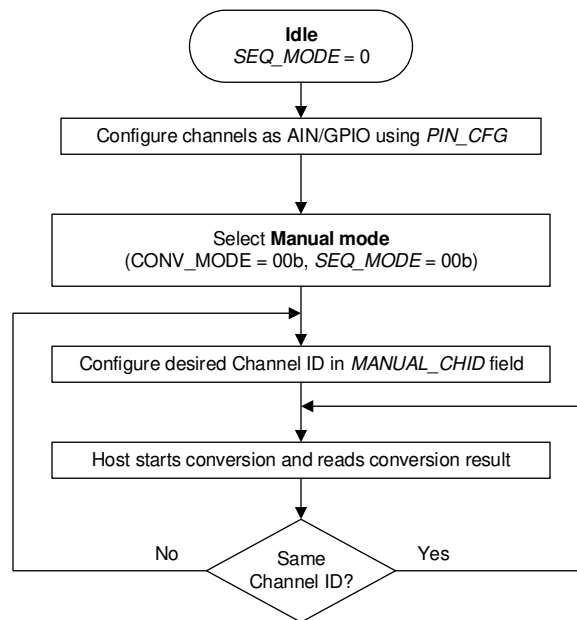 Idle
SEQ_MODE = 0
Configure channels as AIN/GPIO using PIN_CFG
Select Manual mode
(CONV_MODE = 00b, SEQ_MODE = 00b)
Configure desired Channel ID in MANUAL_CHID field
Host starts conversion and reads conversion result
No
Same
Channel ID?
Yes